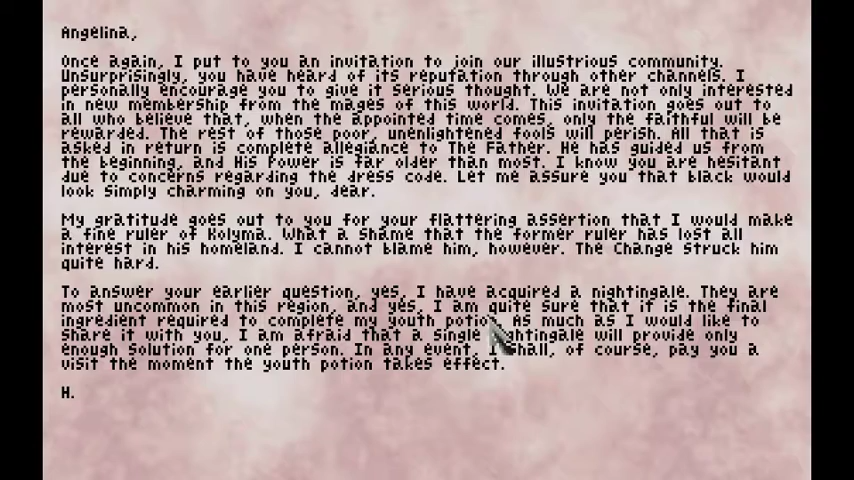 Angelina,
Once again, I put to you an invitation to join our illustrious community.
Unsurprisingly, you have heard of its reputation through other channels. I
personally encourage you to give it serious thought. We are not only interested
in new membership from the mages of this world. This invitation goes out to
all who believe that, when the appointed time comes, only the faithful will be
rewarded. The rest of those poor, unenlightened fools will perish. All that is
asked in return is complete allegiance to The Father. He has guided us from
the beginning, and His Power is far older than most. I know you are hesitant
due to concerns regarding the dress code. Let me assure you that black would
look simply charming on you, dear.
My gratitude goes out to you for your flattering assertion that I would make
a fine ruler of Kolyma. What a shame that the former ruler has lost all
interest in his homeland. I cannot blame him, however. The Change struck him
quite hard.
To answer your earlier question, yes, I have acquired a nightingale. They are
most uncommon in this region, and yes, I am quite sure that it is the final
ingredient required to complete my youth potion. As much as I would like to
share it with you, I am afraid that a single nightingale will provide only
enough solution for one person. In any event, I shall, of course, pay you a
visit the moment the youth potion takes effect.
H.